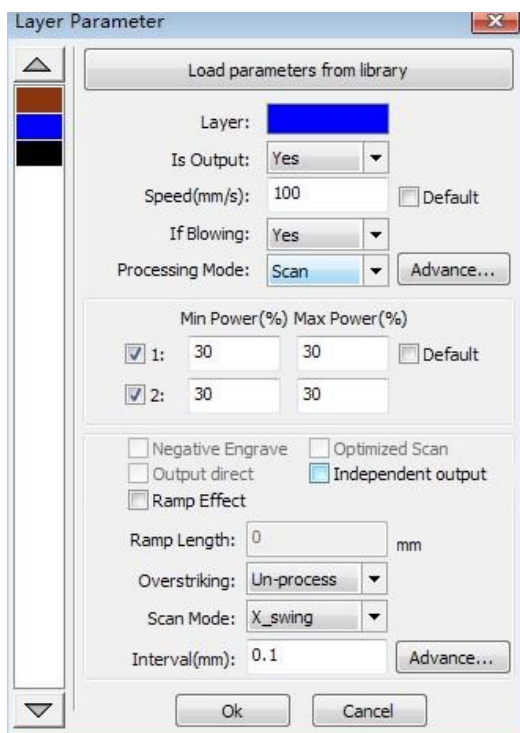 Layer Parameter
Load parameters from library
Layer:
Is Output: Yes
Speed(mm/s): 100 Default
If Blowing: Yes
Processing Mode: Scan Advance...
Min Power(%) Max Power(%)
1: 30 30 Default
2: 30 30
Negative Engrave Optimized Scan
Output direct Independent output
Ramp Effect
Ramp Length: 0 mm
Overstriking: Un-process
Scan Mode: X_swing
Interval(mm): 0.1 Advance...
Ok Cancel